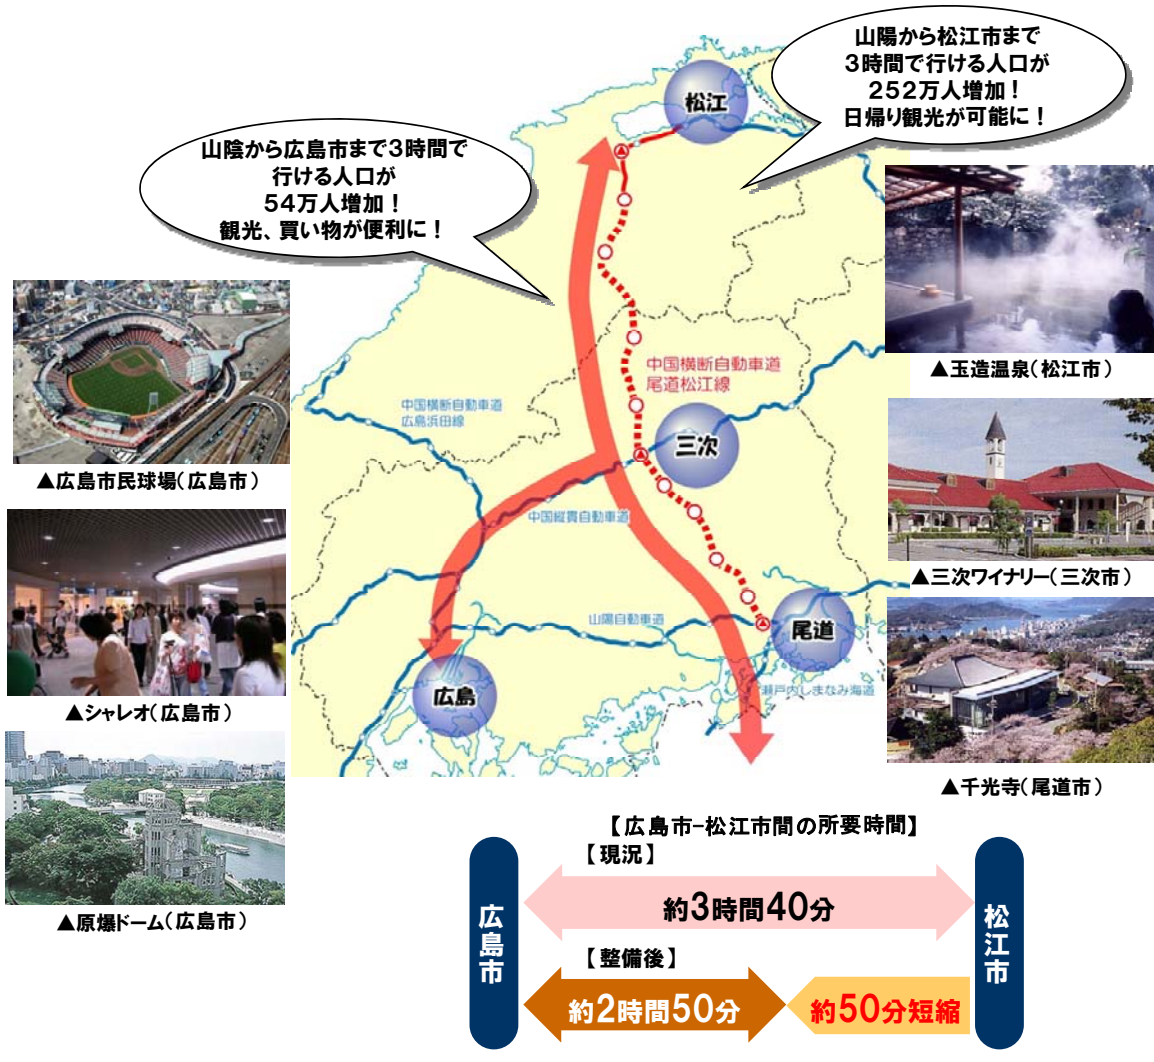 山陽から松江市まで
３時間で行ける人口が
252万人増加！
日帰り観光が可能に！
山陰から広島市まで３時間で
行ける人口が
54万人増加！
観光、買い物が便利に！
松江
中国横断自動車道
尾道松江線
中国横断自動車道
広島浜田線
三次
中国縦貫自動車道
山陽自動車道
尾道
広島
瀬戸内しまなみ海道
▲広島市民球場（広島市）
▲シャレオ（広島市）
▲原爆ドーム（広島市）
▲玉造温泉（松江市）
▲三次ワイナリー（三次市）
▲千光寺（尾道市）
【広島市−松江市間の所要時間】
【現況】
広島市
約3時間40分
松江市
【整備後】
約2時間50分
約50分短縮